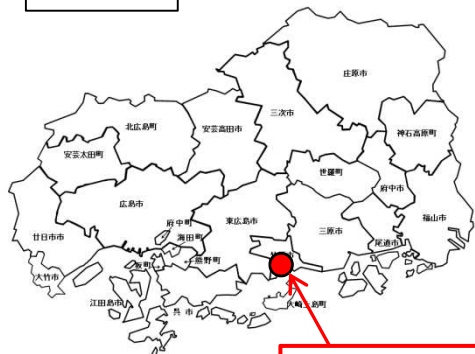 庄原市
三次市
北広島町
安芸高田市
神石高原町
安芸太田町
世羅町
府中市
広島市
東広島市
福山市
府中町
三原市
尾道市
廿日市市
海田町
熊野町
坂町
大竹市
江田島市
呉市
大崎上島町